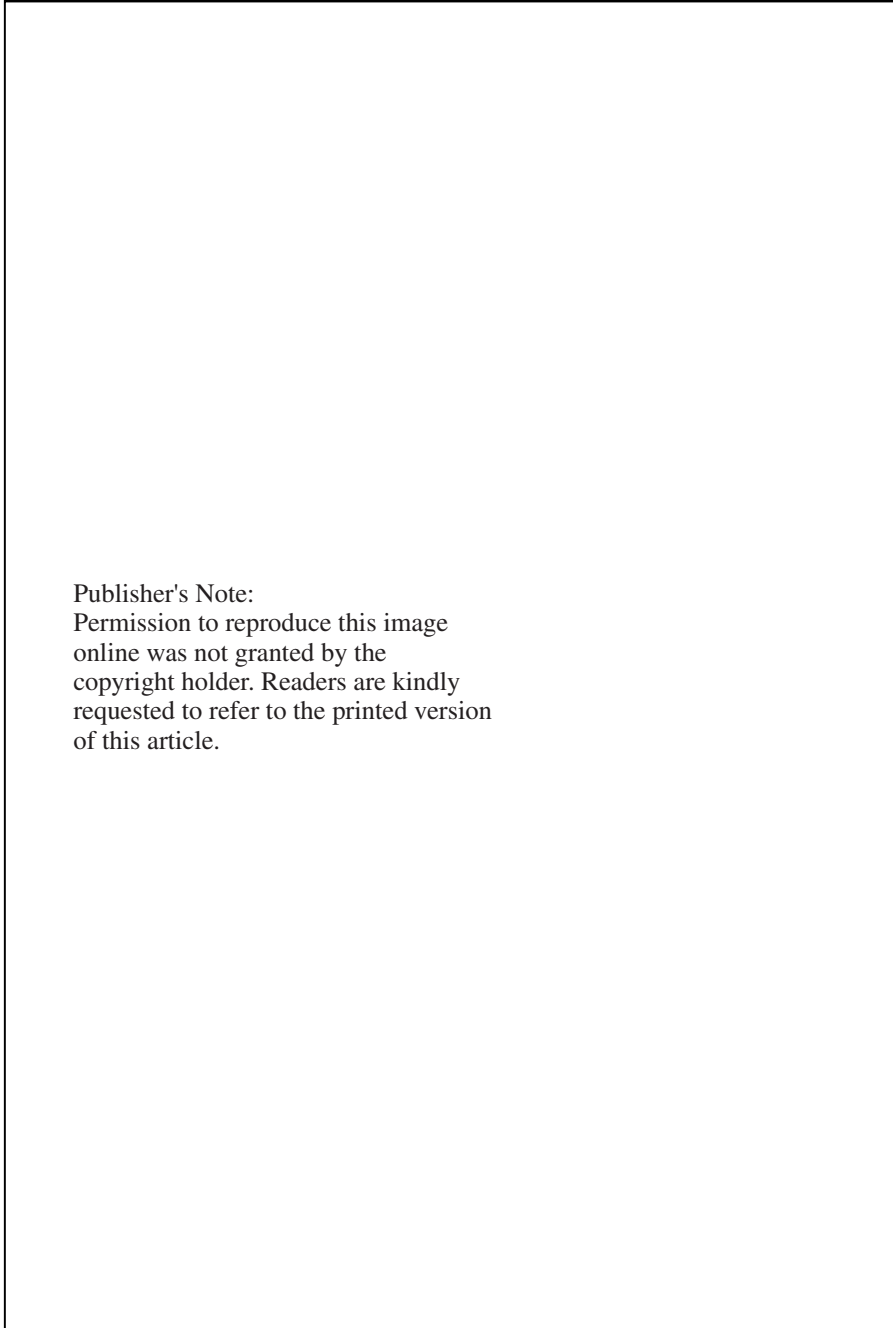 Publisher's Note:
Permission to reproduce this image
online was not granted by the
copyright holder. Readers are kindly
requested to refer to the printed version
of this article.